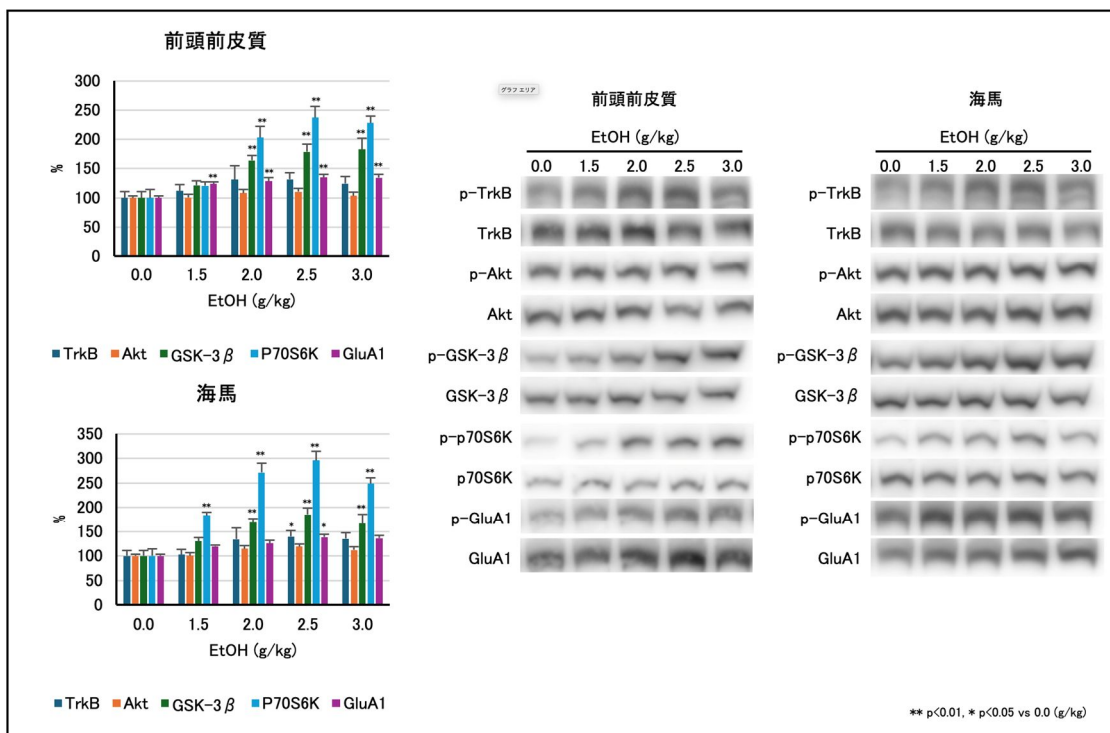 前頭前皮質
300
250
200
150
100
50
0
%
** ** ** ** ** ** ** ** ** **
0.0 1.5 2.0 2.5 3.0
EtOH (g/kg)
TrkB Akt GSK-3β P70S6K GluA1
海馬
350
300
250
200
150
100
50
0
%
** ** ** * ** ** * ** **
0.0 1.5 2.0 2.5 3.0
EtOH (g/kg)
TrkB Akt GSK-3β P70S6K GluA1
グラフ エリア
前頭前皮質
EtOH (g/kg)
0.0 1.5 2.0 2.5 3.0
p-TrkB
TrkB
p-Akt
Akt
p-GSK-3β
GSK-3β
p-p70S6K
p70S6K
p-GluA1
GluA1
海馬
EtOH (g/kg)
0.0 1.5 2.0 2.5 3.0
p-TrkB
TrkB
p-Akt
Akt
p-GSK-3β
GSK-3β
p-p70S6K
p70S6K
p-GluA1
GluA1
** p<0.01, * p<0.05 vs 0.0 (g/kg)